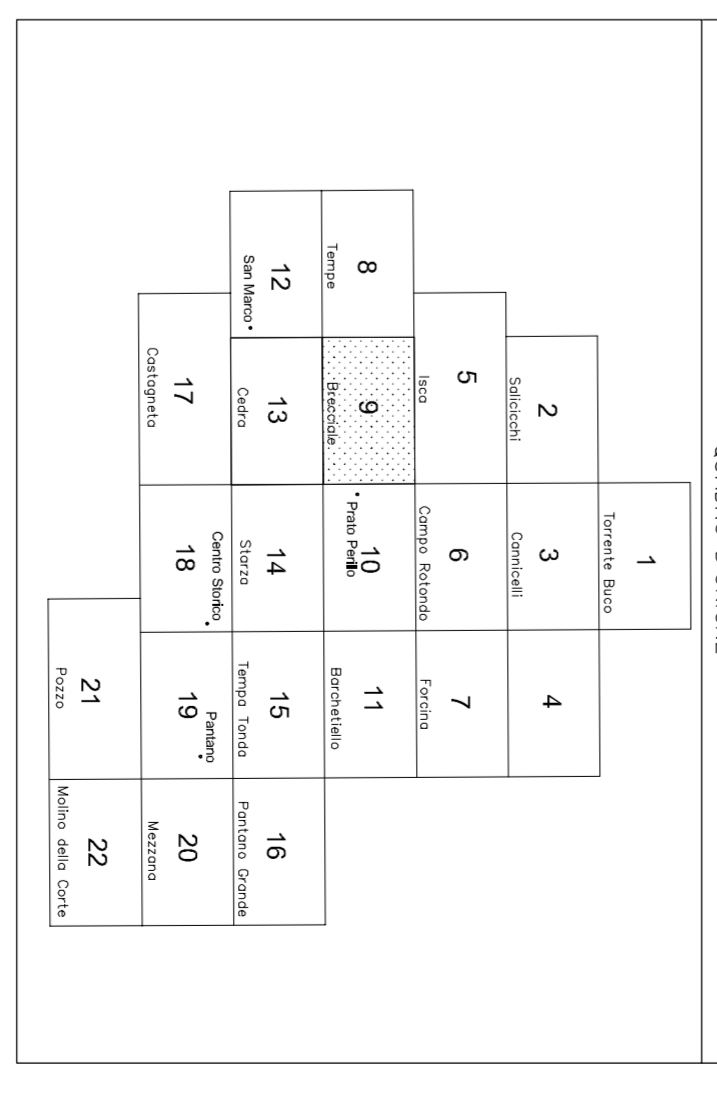 1
Torrente Buco
2
Salicicchi
3
Cannicelli
4
5
Isca
6
Campo Rotondo
7
Forcina
8
Tempe
9
Brecciale
10
Prato Perillo
11
Barchetiello
12
San Marco
13
Cedra
14
Starza
15
Tempa Tonda
16
Pantano Grande
17
Castagneta
Centro Storico
18
Pantano
19
20
Mezzana
21
Pozzo
22
Molino della Corte